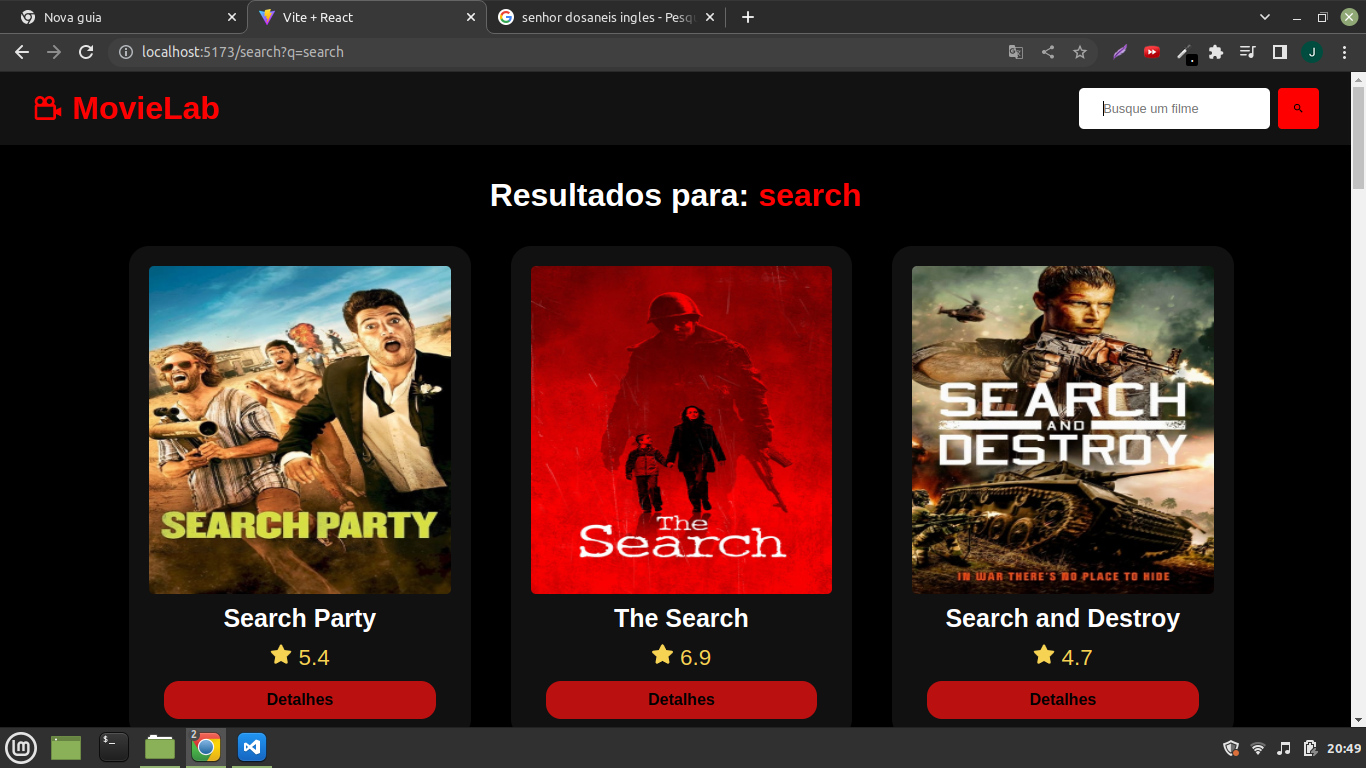 Nova guia
Vite + React
senhor dosaneis ingles - Pesq
localhost:5173/search?q=search
J
MovieLab
Busque um filme
Resultados para: search
SEARCH PARTY
The
Search
SEARCH
AND
DESTROY
IN WAR THERE'S NO PLACE TO HIDE
Search Party
The Search
Search and Destroy
5.4
6.9
4.7
Detalhes
Detalhes
Detalhes
2
$_
20:49